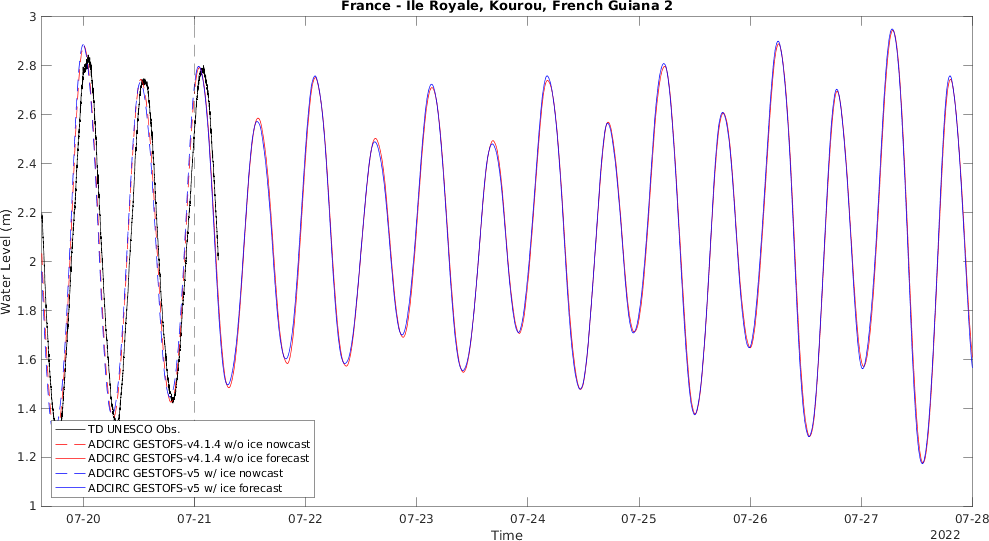 France - Ile Royale, Kourou, French Guiana 2
3
2.8
2.6
2.4
2.2
2
1.8
1.6
1.4
1.2
1
Water Level (m)
TD UNESCO Obs.
ADCIRC GESTOFS-v4.1.4 w/o ice nowcast
ADCIRC GESTOFS-v4.1.4 w/o ice forecast
ADCIRC GESTOFS-v5 w/ ice nowcast
ADCIRC GESTOFS-v5 w/ ice forecast
07-20 07-21 07-22 07-23 07-24 07-25 07-26 07-27 07-28
Time 2022